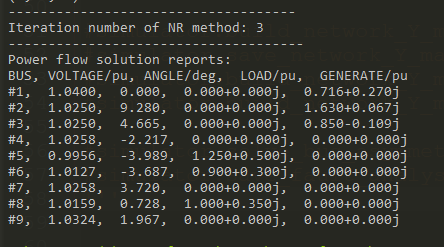 -----------------------------------
Iteration number of NR method: 3
------------------------------------
Power flow solution reports:
BUS, VOLTAGE/pu, ANGLE/deg,  LOAD/pu,  GENERATE/pu
#1,  1.0400,  0.000,  0.000+0.000j,  0.716+0.270j
#2,  1.0250,  9.280,  0.000+0.000j,  1.630+0.067j
#3,  1.0250,  4.665,  0.000+0.000j,  0.850-0.109j
#4,  1.0258,  -2.217,  0.000+0.000j,  0.000+0.000j
#5,  0.9956,  -3.989,  1.250+0.500j,  0.000+0.000j
#6,  1.0127,  -3.687,  0.900+0.300j,  0.000+0.000j
#7,  1.0258,  3.720,  0.000+0.000j,  0.000+0.000j
#8,  1.0159,  0.728,  1.000+0.350j,  0.000+0.000j
#9,  1.0324,  1.967,  0.000+0.000j,  0.000+0.000j